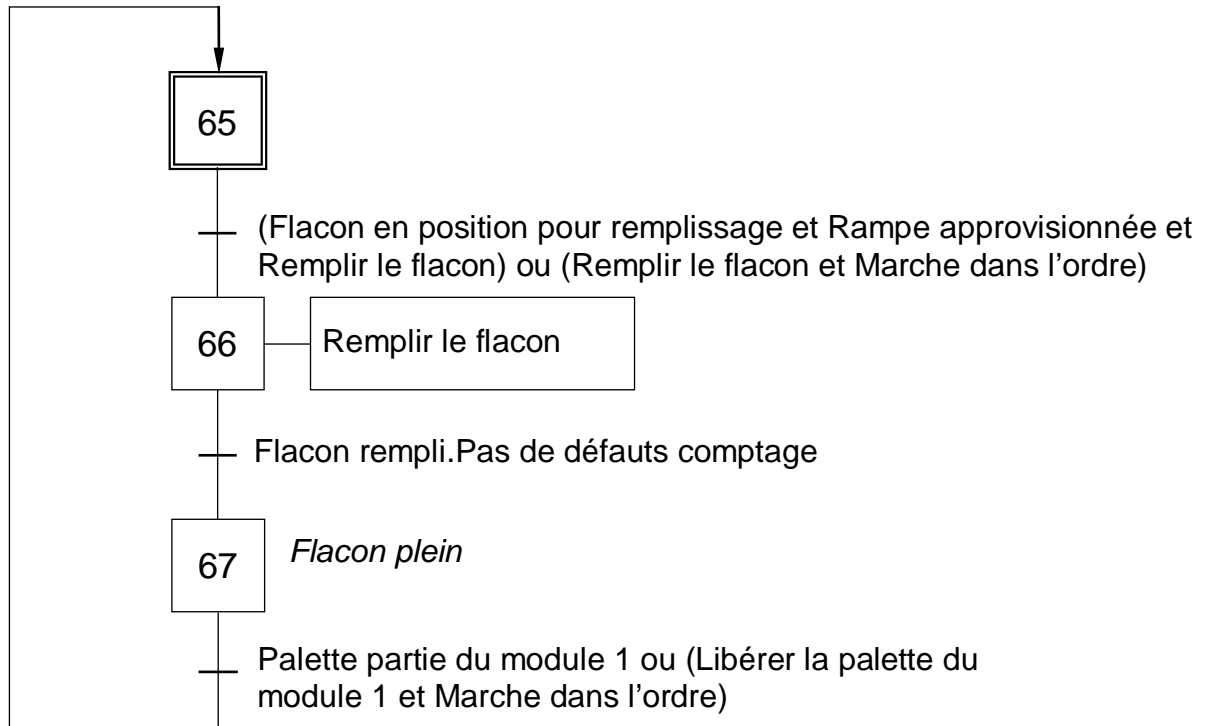 65
(Flacon en position pour remplissage et Rampe approvisionnée et
Remplir le flacon) ou (Remplir le flacon et Marche dans l’ordre)
66
Remplir le flacon
Flacon rempli.Pas de défauts comptage
67
Flacon plein
Palette partie du module 1 ou (Libérer la palette du
module 1 et Marche dans l’ordre)